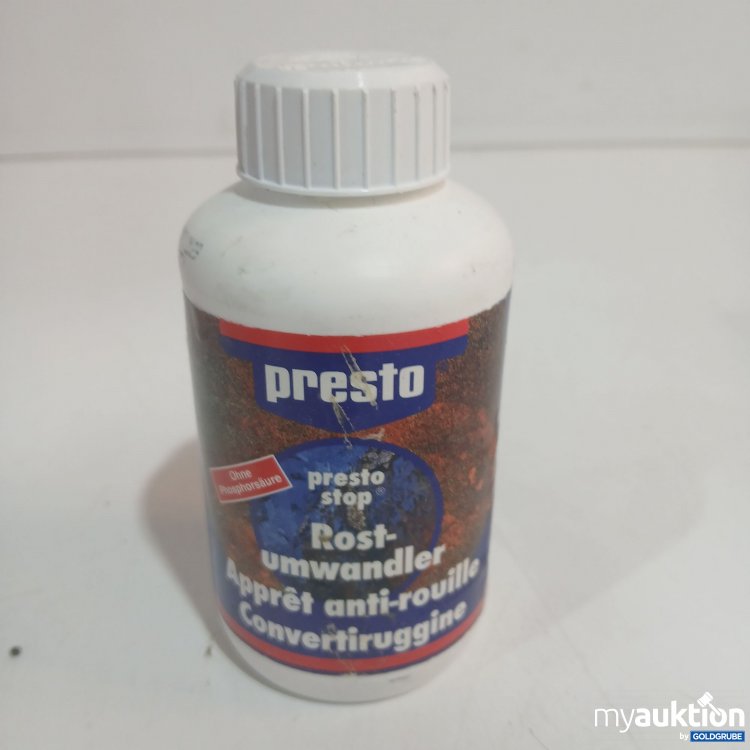 presto
Ohne
Phosphorsäure
presto
stop®
Rost-
umwandler
Apprêt anti-rouille
Convertiruggine
myauktion
by GOLDGRUBE